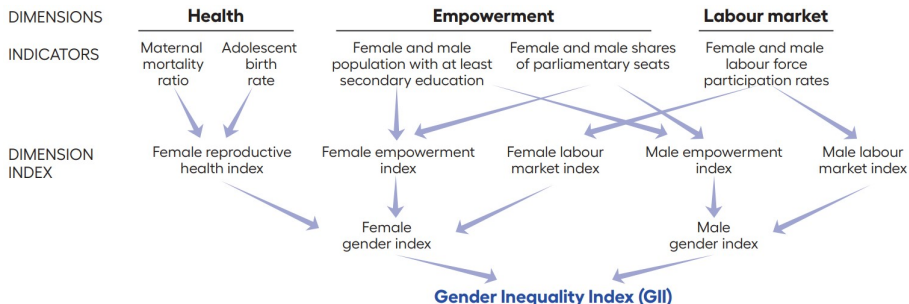 DIMENSIONS
Health
Empowerment
Labour market
INDICATORS
Maternal
mortality
ratio
Adolescent
birth
rate
Female and male
population with at least
secondary education
Female and male shares
of parliamentary seats
Female and male
labour force
participation rates
DIMENSION
INDEX
Female reproductive
health index
Female empowerment
index
Female labour
market index
Male empowerment
index
Male labour
market index
Female
gender index
Male
gender index
Gender Inequality Index (GII)